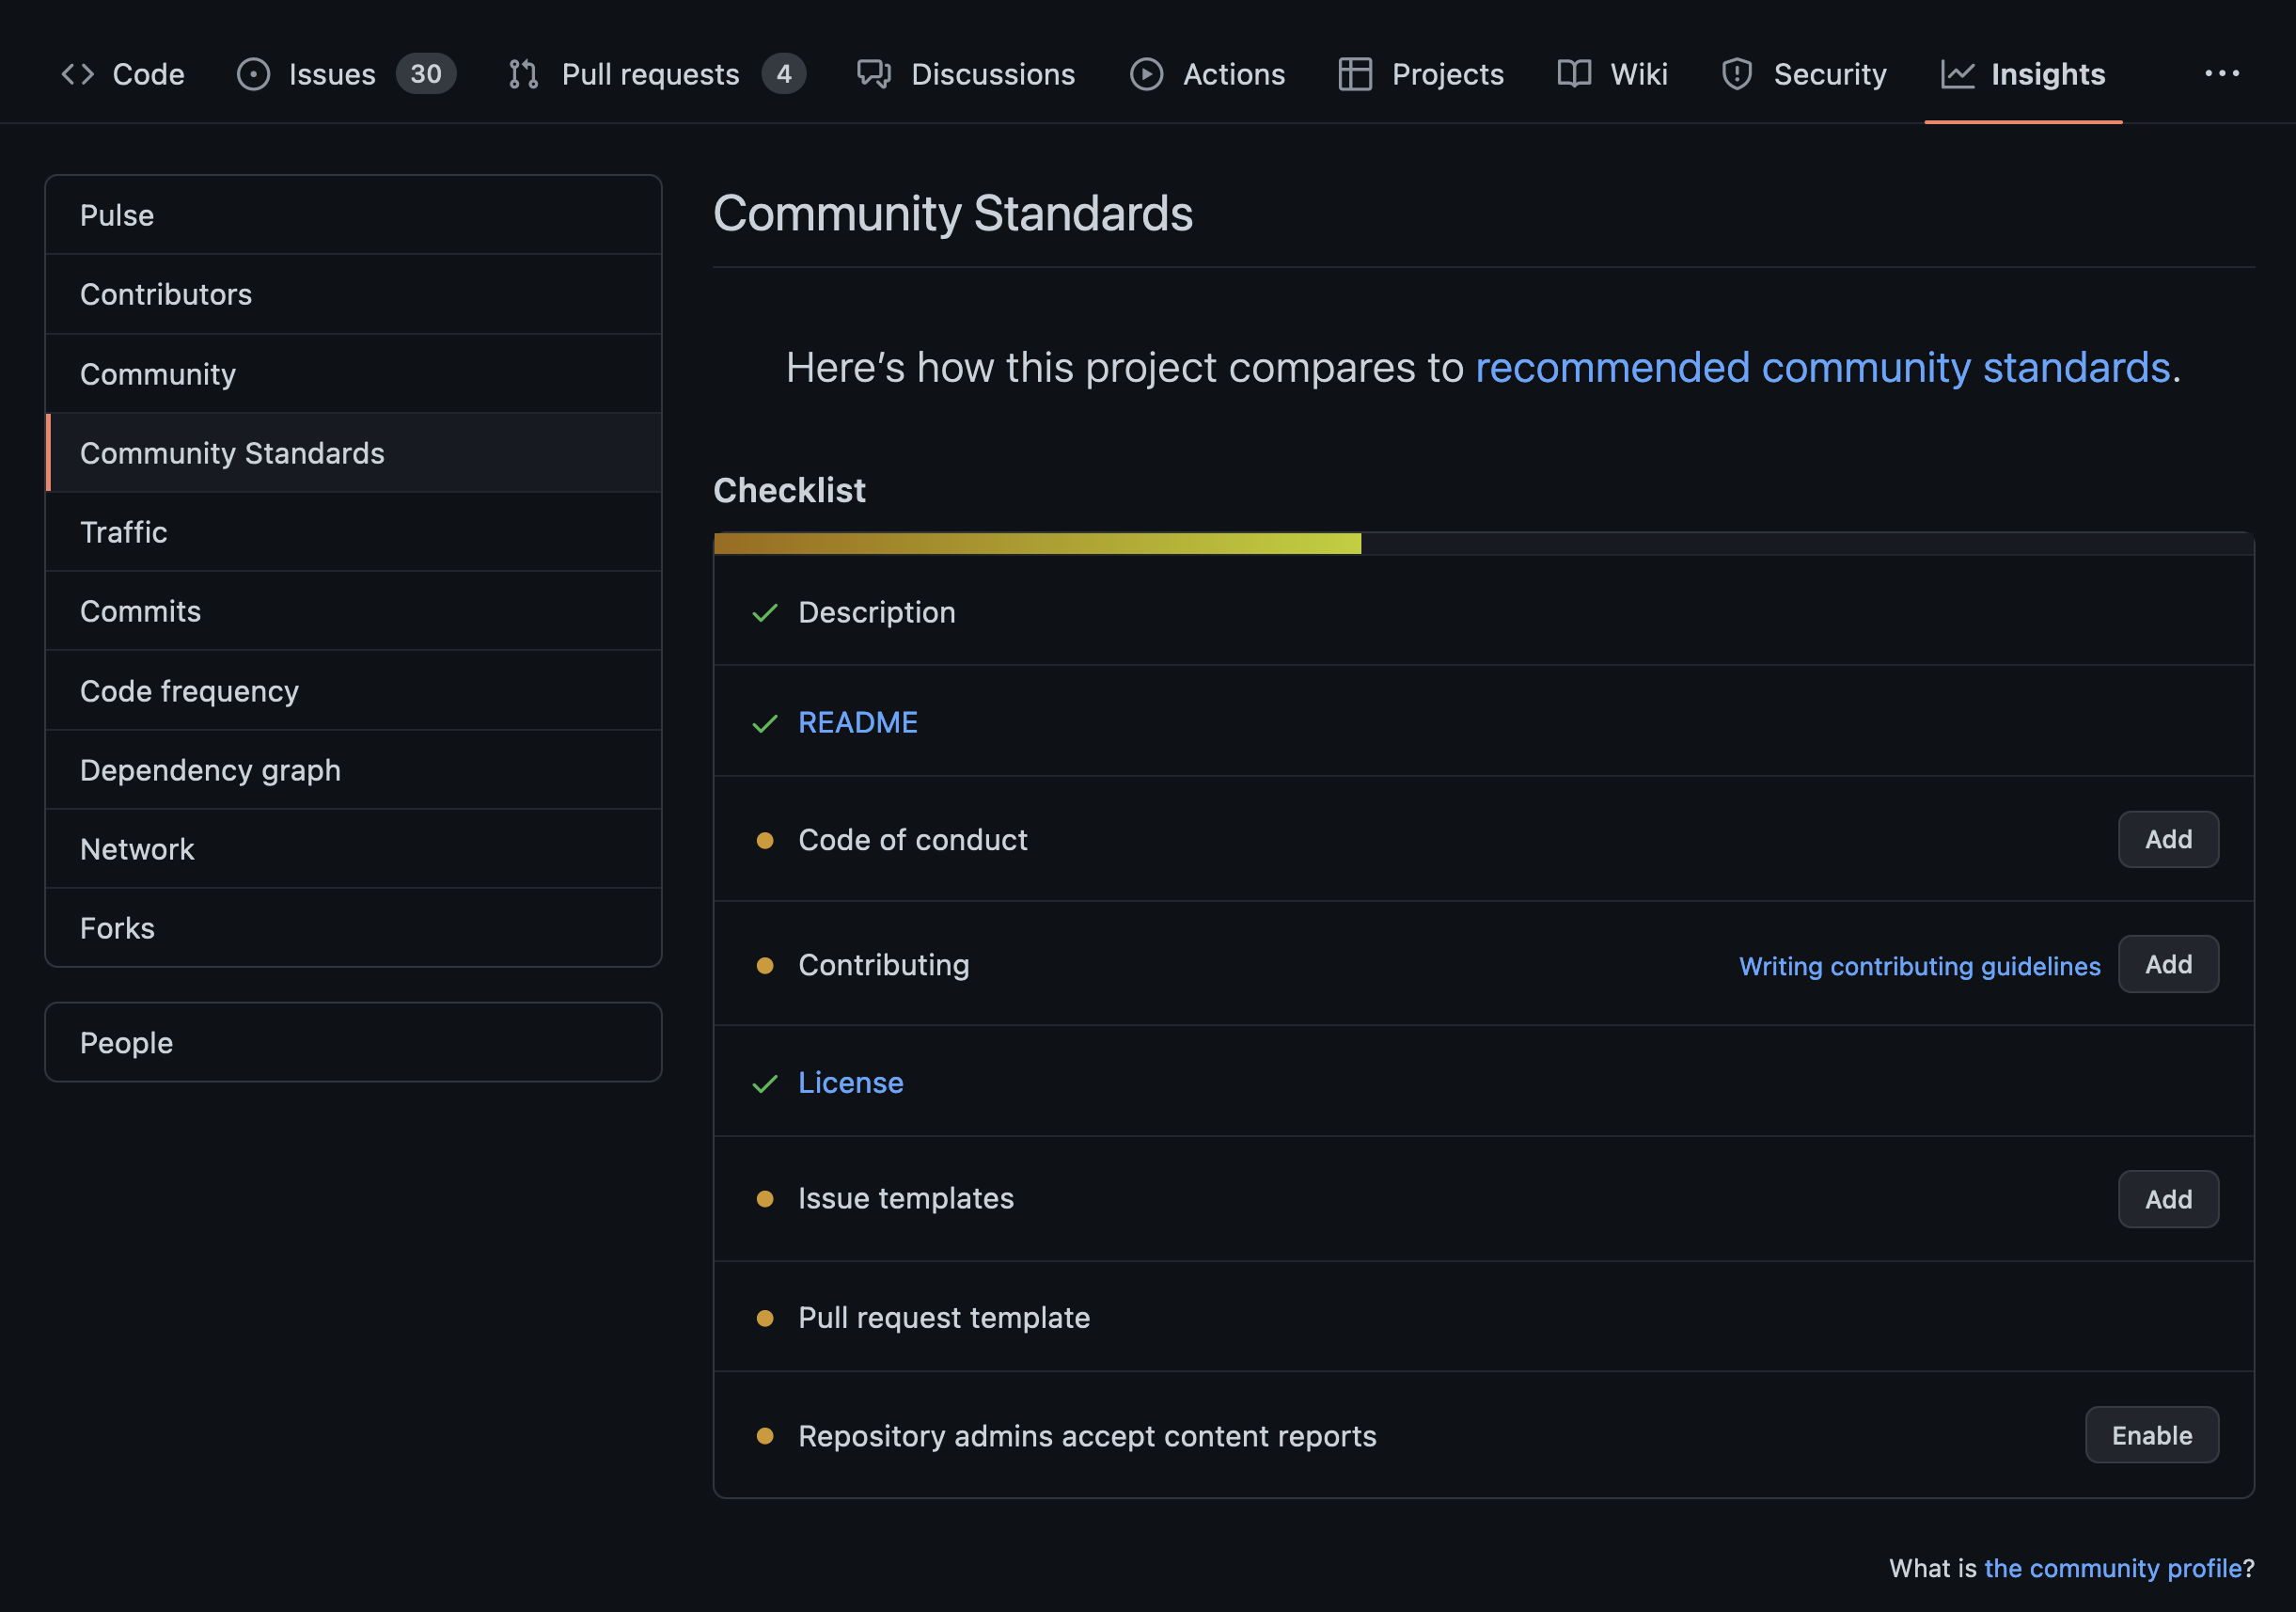 Code Issues 30 Pull requests 4 Discussions Actions Projects Wiki Security Insights ...
Pulse
Contributors
Community
Community Standards
Traffic
Commits
Code frequency
Dependency graph
Network
Forks
People
Community Standards
Here’s how this project compares to recommended community standards.
Checklist
Description
README
Code of conduct Add
Contributing Writing contributing guidelines Add
License
Issue templates Add
Pull request template
Repository admins accept content reports Enable
What is the community profile?